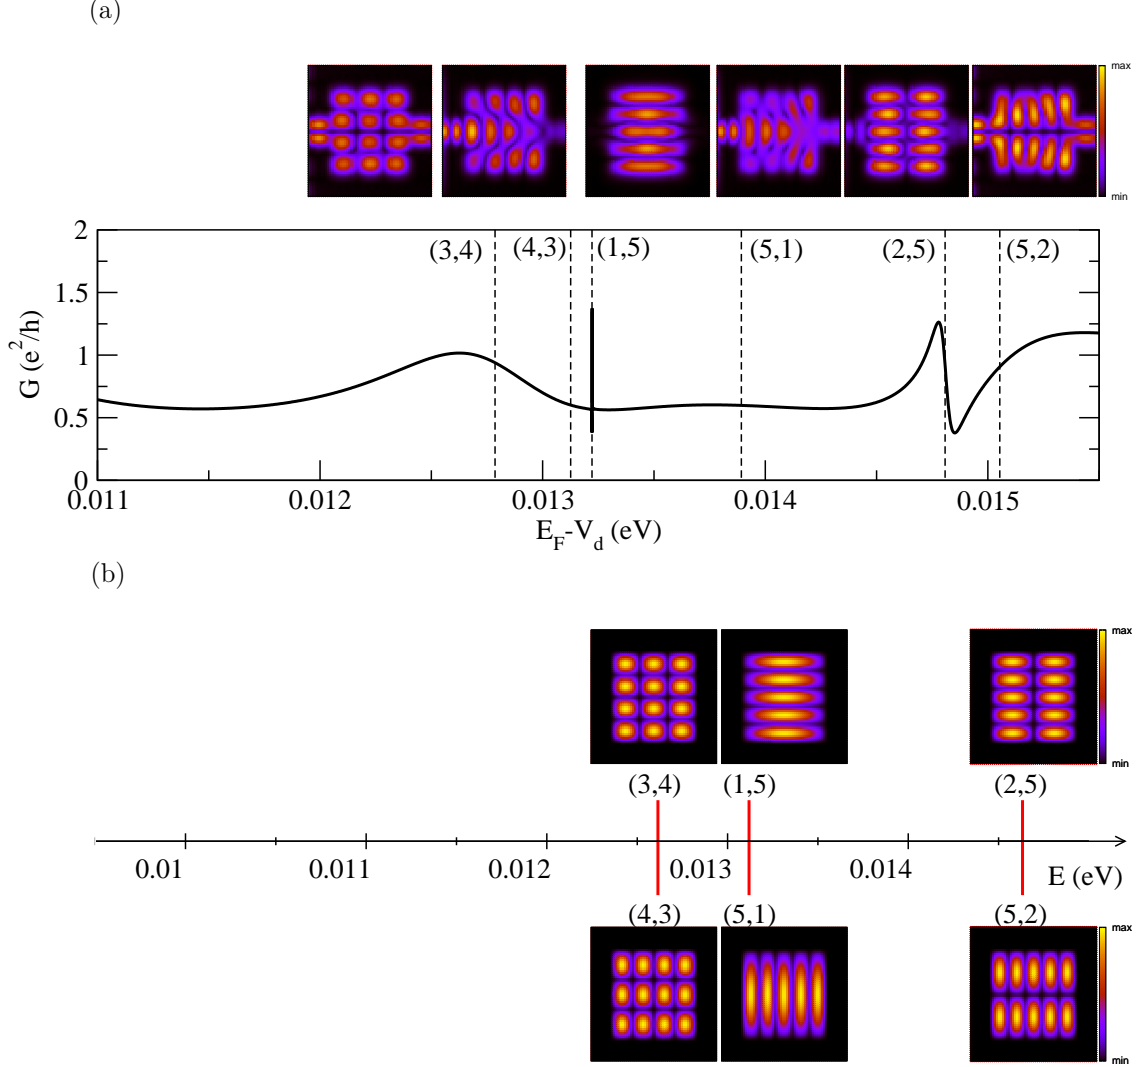 (a)
max
min
2
1.5
1
0.5
0
G (e²/h)
(3,4) (4,3) (1,5) (5,1) (2,5) (5,2)
0.011 0.012 0.013 0.014 0.015
E_F-V_d (eV)
(b)
max
min
(3,4) (1,5) (2,5)
0.01 0.011 0.012 0.013 0.014 E (eV)
(4,3) (5,1) (5,2)
max
min